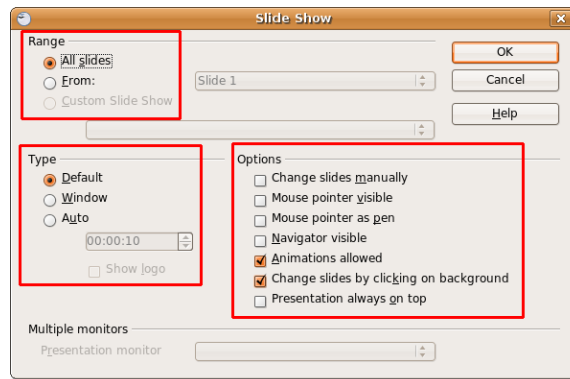 Slide Show
Range
All slides
From:
Slide 1
Custom Slide Show
OK
Cancel
Help
Type
Default
Window
Auto
00:00:10
Show logo
Options
Change slides manually
Mouse pointer visible
Mouse pointer as pen
Navigator visible
Animations allowed
Change slides by clicking on background
Presentation always on top
Multiple monitors
Presentation monitor